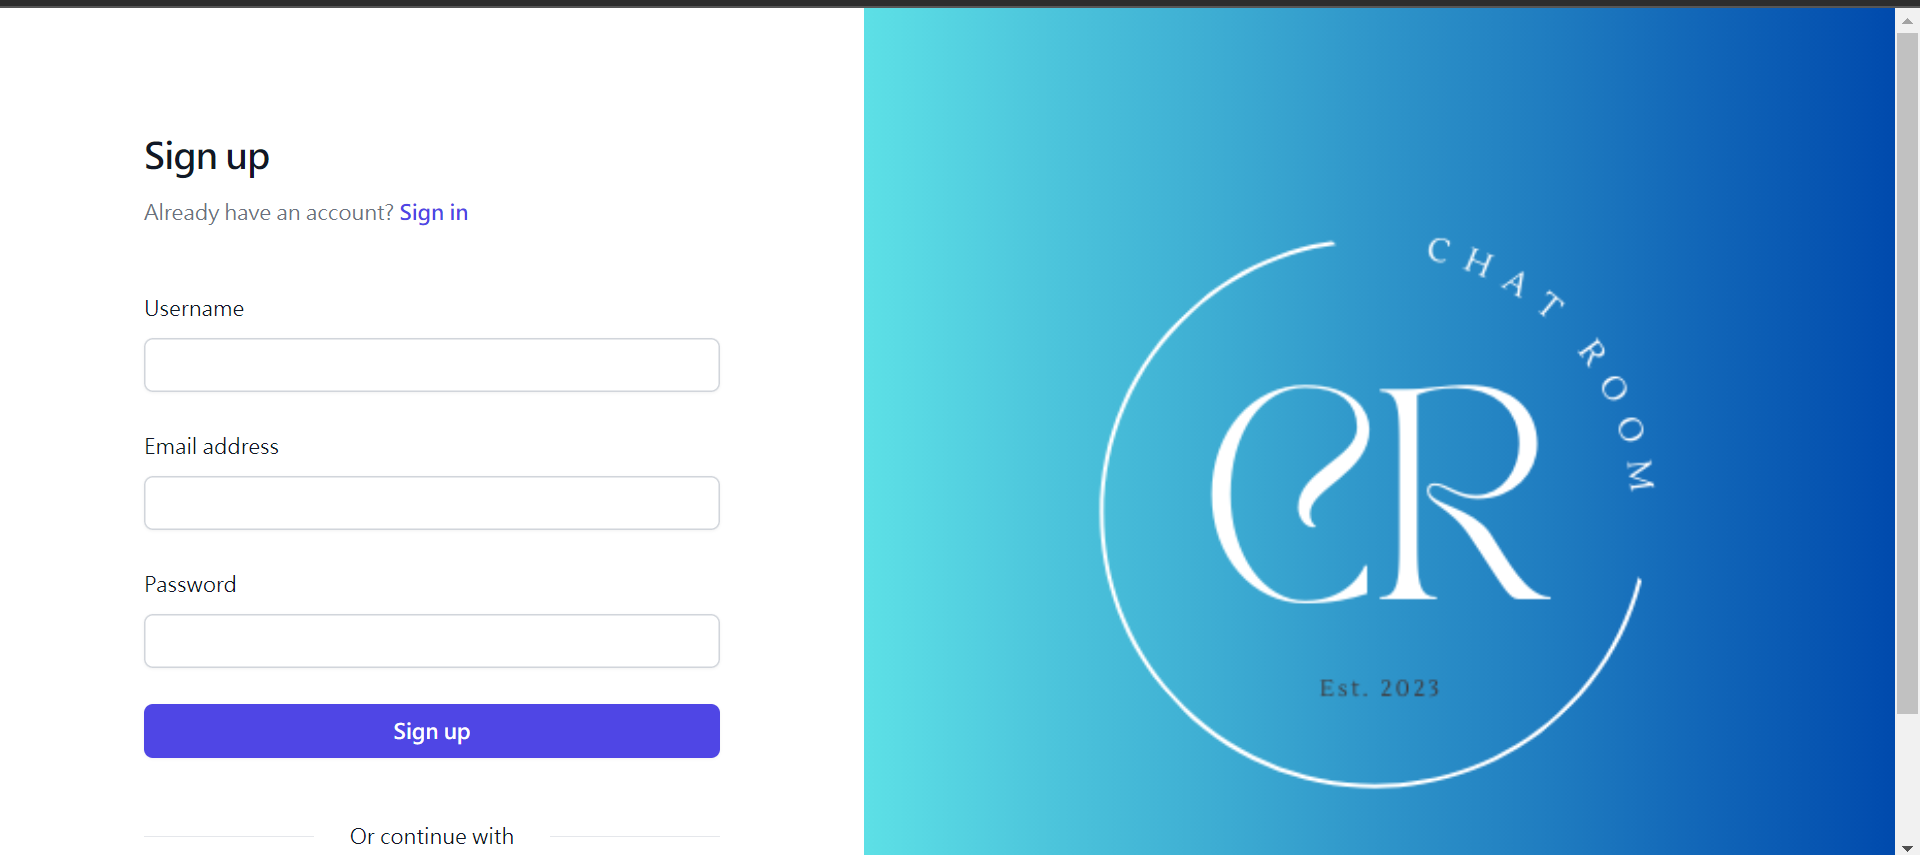 Sign up
Already have an account? Sign in
Username
Email address
Password
Sign up
Or continue with
CHAT ROOM
CR
Est. 2023